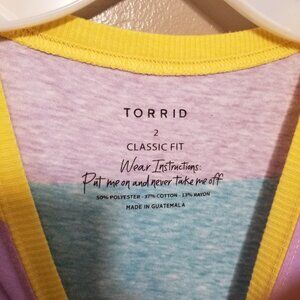 TORRID
2
CLASSIC FIT
Wear Instructions:
Put me on and never take me off
50% POLYESTER - 37% COTTON - 13% RAYON
MADE IN GUATEMALA